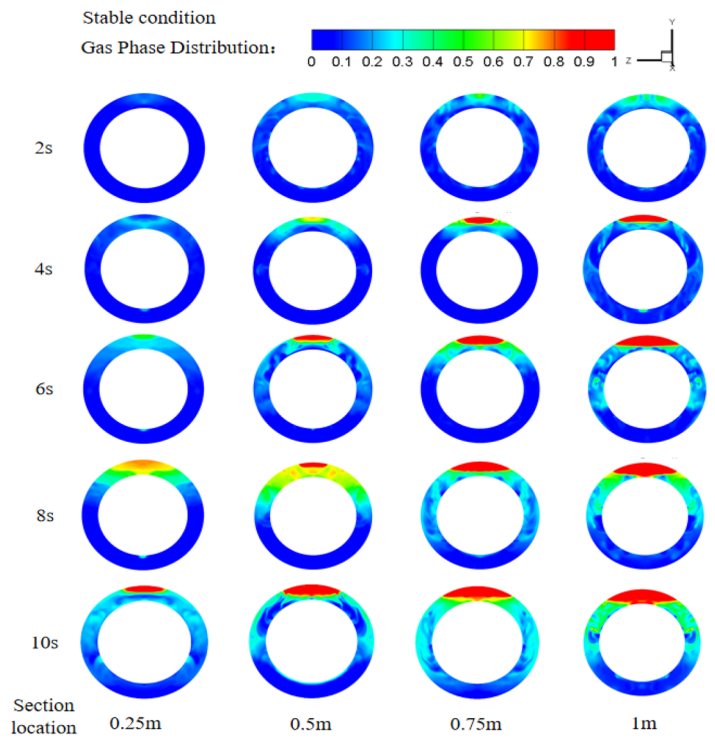 Stable condition
Gas Phase Distribution：
0 0.1 0.2 0.3 0.4 0.5 0.6 0.7 0.8 0.9 1
Y
Z
X
2s
4s
6s
8s
10s
Section
location
0.25m 0.5m 0.75m 1m